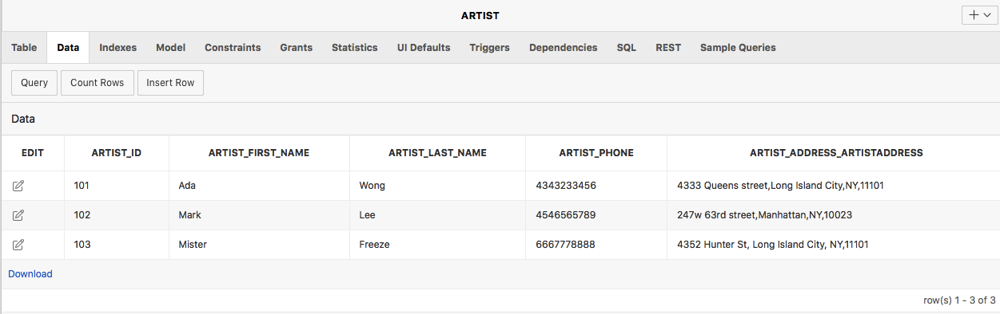 ARTIST
Table Data Indexes Model Constraints Grants Statistics UI Defaults Triggers Dependencies SQL REST Sample Queries
Query Count Rows Insert Row
Data
EDIT ARTIST_ID ARTIST_FIRST_NAME ARTIST_LAST_NAME ARTIST_PHONE ARTIST_ADDRESS_ARTISTADDRESS
101 Ada Wong 4343233456 4333 Queens street,Long Island City,NY,11101
102 Mark Lee 4546565789 247w 63rd street,Manhattan,NY,10023
103 Mister Freeze 6667778888 4352 Hunter St, Long Island City, NY,11101
Download
row(s) 1 - 3 of 3